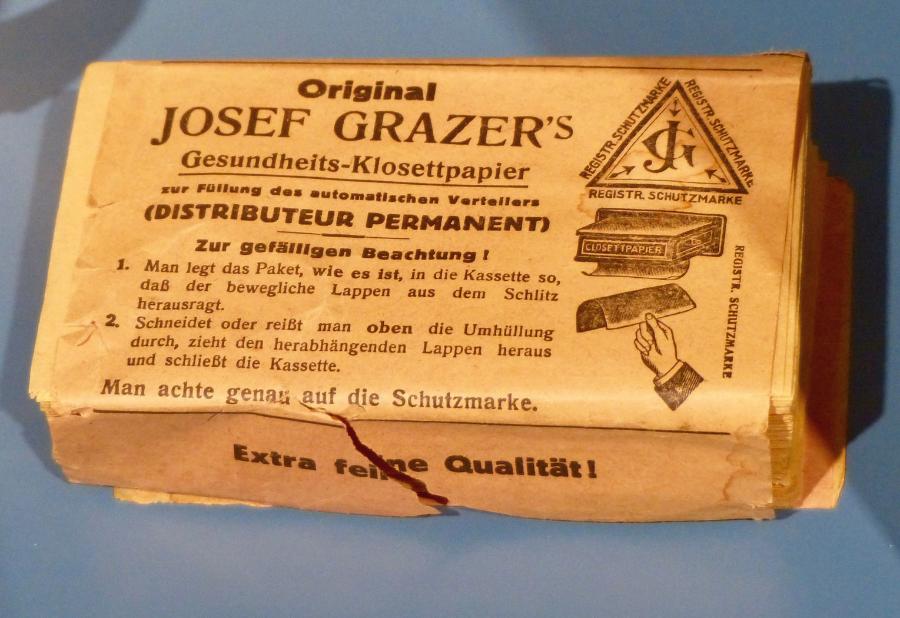 Original
JOSEF GRAZER'S
Gesundheits-Klosettpapier
zur Füllung des automatischen Verteilers
(DISTRIBUTEUR PERMANENT)
Zur gefälligen Beachtung!
1. Man legt das Paket, wie es ist, in die Kassette so,
daß der bewegliche Lappen aus dem Schlitz
herausragt.
2. Schneidet oder reißt man oben die Umhüllung
durch, zieht den herabhängenden Lappen heraus
und schließt die Kassette.
Man achte genau auf die Schutzmarke.
Extra feine Qualität!
REGISTR. SCHUTZMARKE
REGISTR. SCHUTZMARKE
JG
REGISTR. SCHUTZMARKE
CLOSETTPAPIER
REGISTR. SCHUTZMARKE